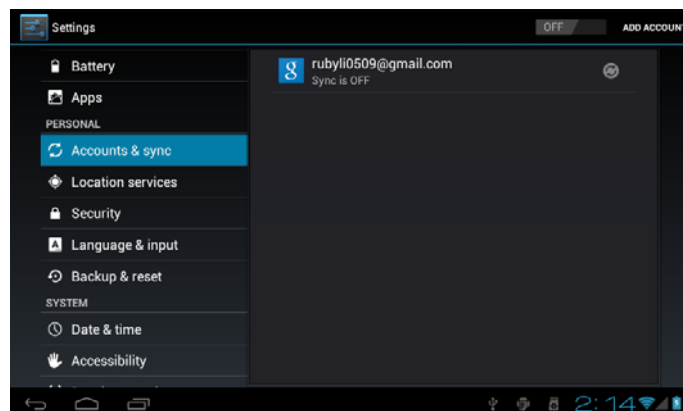 Settings
OFF
ADD ACCOUN
Battery
Apps
PERSONAL
Accounts & sync
Location services
Security
Language & input
Backup & reset
SYSTEM
Date & time
Accessibility
g
rubyli0509@gmail.com
Sync is OFF
A
2:14